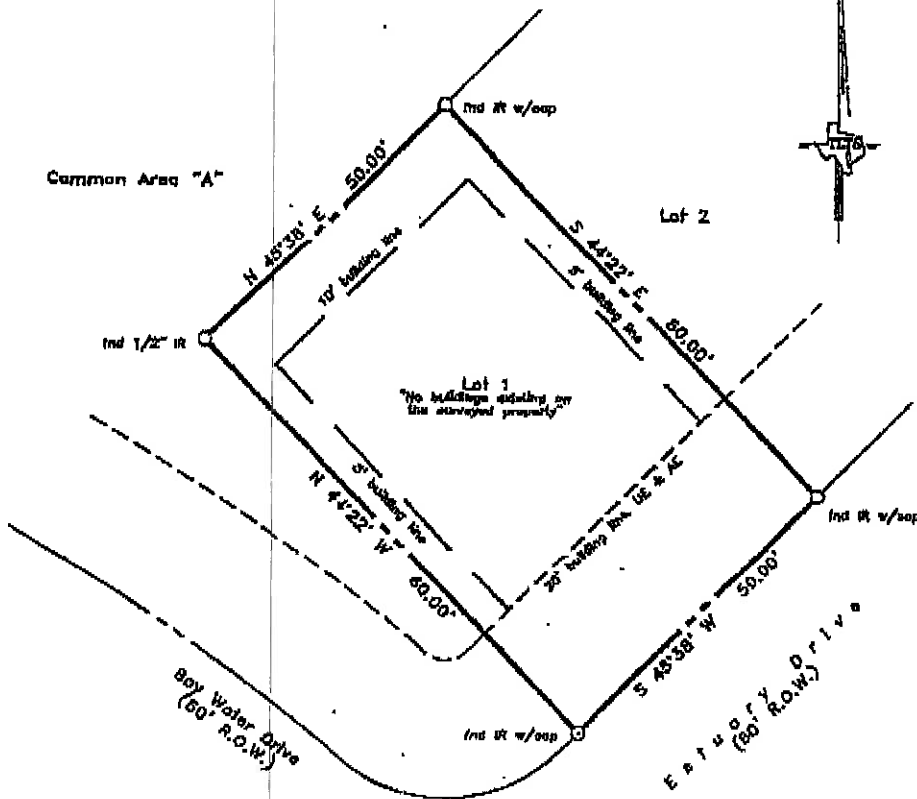 fnd IR w/cap
50.00'
Common Area "A"
Lot 2
N 45°38' E
10' building line
S 44°22' E
5' building line
fnd 1/2" IR
80.00'
Lot 1
"No buildings existing on
the surveyed property"
5' building line
N 44°22' W
20' building line, UE & AE
fnd IR w/cap
50.00'
60.00'
S 45°38' W
Bay Water Drive
(60' R.O.W.)
Estuary Drive
(60' R.O.W.)
fnd IR w/cap